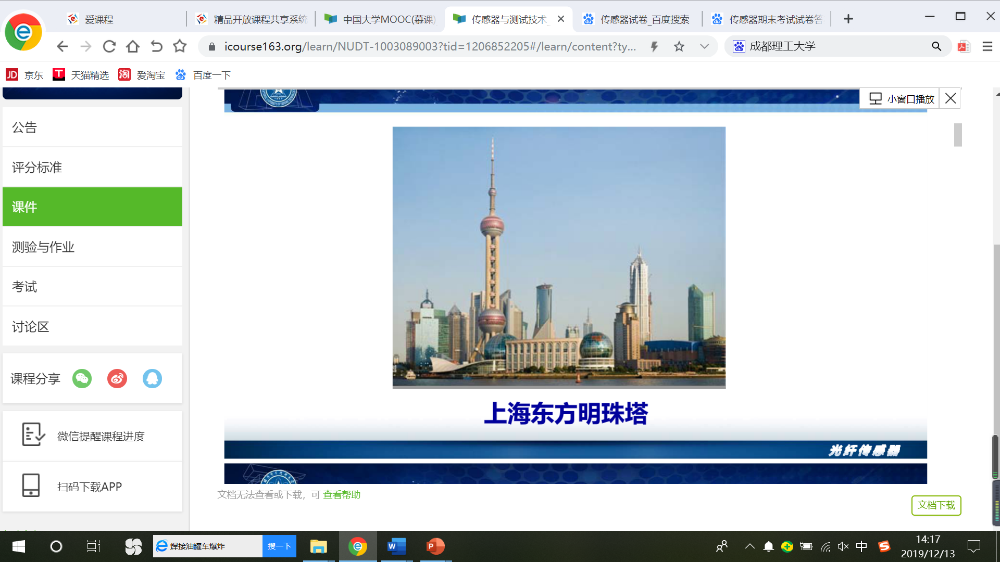 爱课程
精品开放课程共享系统
中国大学MOOC(慕课)
传感器与测试技术_
传感器试卷_百度搜索
传感器期末考试试卷答
icourse163.org/learn/NUDT-1003089003?tid=1206852205#/learn/content?ty...
成都理工大学
JD 京东
T 天猫精选
淘 爱淘宝
du 百度一下
小窗口播放
公告
评分标准
课件
测验与作业
考试
讨论区
课程分享
微信提醒课程进度
扫码下载APP
上海东方明珠塔
光纤传感器
文档无法查看或下载，可 查看帮助
文档下载
焊接油罐车爆炸
搜一下
W
P
中
S
14:17
2019/12/13